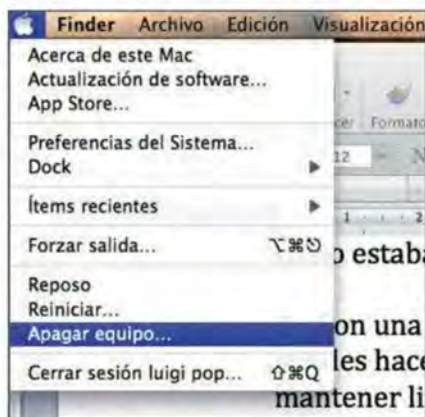 Finder Archivo Edición Visualización
Acerca de este Mac
Actualización de software...
App Store...
Formato
Preferencias del Sistema...
12 N
Dock
Ítems recientes
1 2
Forzar salida... ⌥⌘⎋
o estaba
Reposo
Reiniciar...
on una
Apagar equipo...
les hace
Cerrar sesión luigi pop... ⇧⌘Q
mantener li